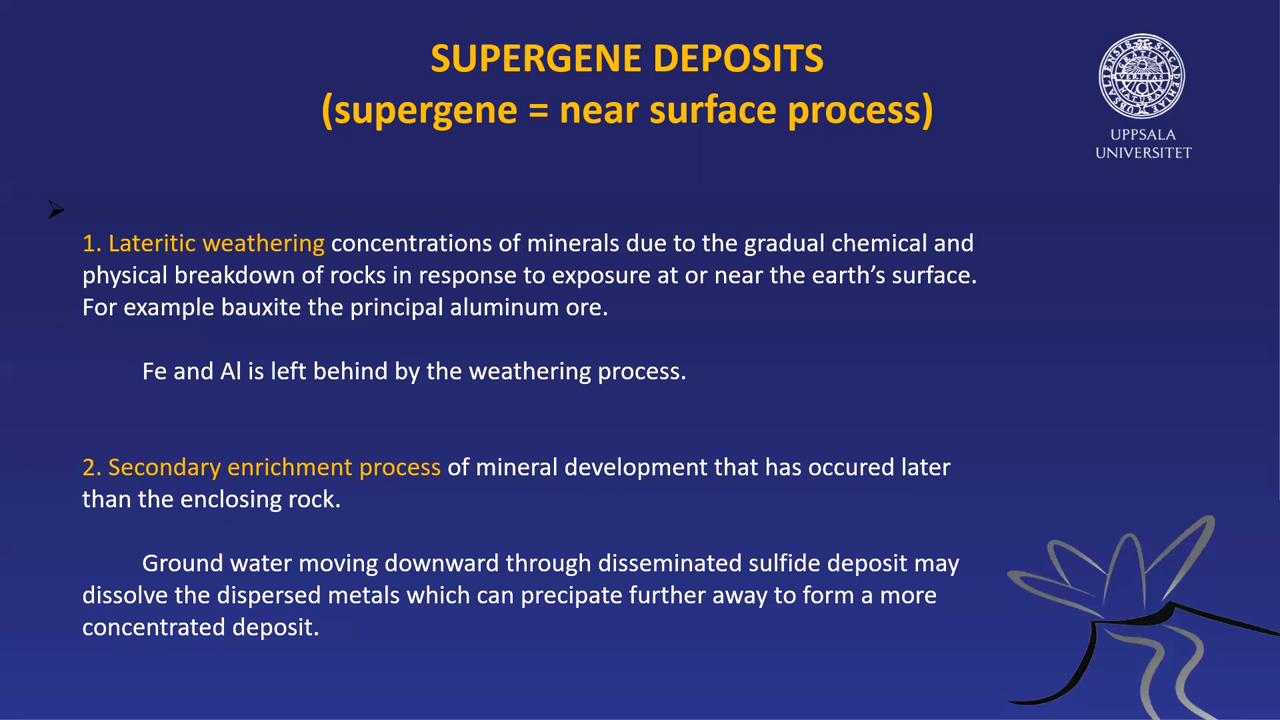 SUPERGENE DEPOSITS
(supergene = near surface process)
UPPSALA
UNIVERSITET
1. Lateritic weathering concentrations of minerals due to the gradual chemical and
physical breakdown of rocks in response to exposure at or near the earth’s surface.
For example bauxite the principal aluminum ore.
Fe and Al is left behind by the weathering process.
2. Secondary enrichment process of mineral development that has occured later
than the enclosing rock.
Ground water moving downward through disseminated sulfide deposit may
dissolve the dispersed metals which can precipate further away to form a more
concentrated deposit.